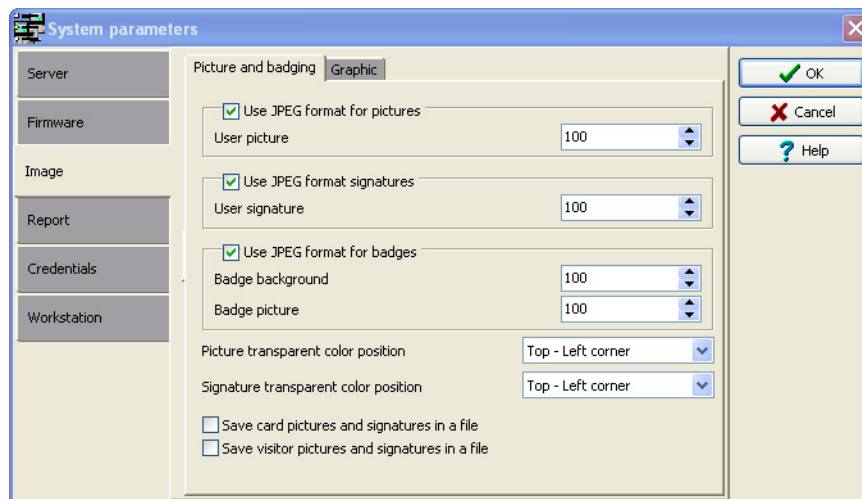 System parameters
Server
Firmware
Image
Report
Credentials
Workstation
Picture and badging
Graphic
Use JPEG format for pictures
User picture 100
Use JPEG format signatures
User signature 100
Use JPEG format for badges
Badge background 100
Badge picture 100
Picture transparent color position Top - Left corner
Signature transparent color position Top - Left corner
Save card pictures and signatures in a file
Save visitor pictures and signatures in a file
OK
Cancel
Help